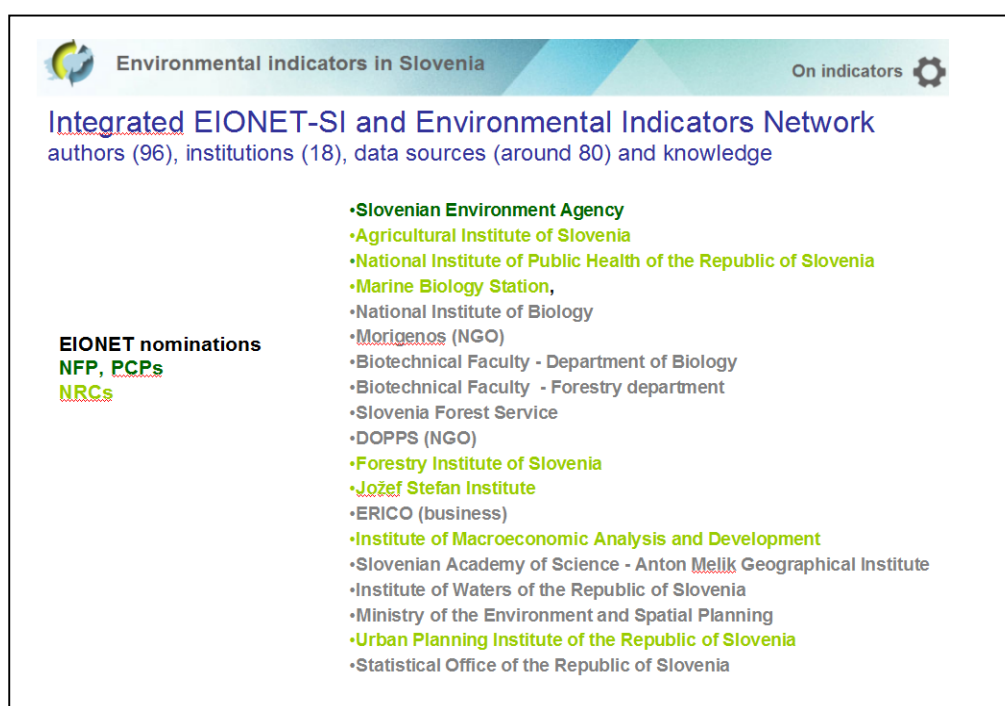 Environmental indicators in Slovenia
On indicators
Integrated EIONET-SI and Environmental Indicators Network
authors (96), institutions (18), data sources (around 80) and knowledge
EIONET nominations
NFP, PCPs
NRCs
•Slovenian Environment Agency
•Agricultural Institute of Slovenia
•National Institute of Public Health of the Republic of Slovenia
•Marine Biology Station,
•National Institute of Biology
•Morigenos (NGO)
•Biotechnical Faculty - Department of Biology
•Biotechnical Faculty - Forestry department
•Slovenia Forest Service
•DOPPS (NGO)
•Forestry Institute of Slovenia
•Jožef Stefan Institute
•ERICO (business)
•Institute of Macroeconomic Analysis and Development
•Slovenian Academy of Science - Anton Melik Geographical Institute
•Institute of Waters of the Republic of Slovenia
•Ministry of the Environment and Spatial Planning
•Urban Planning Institute of the Republic of Slovenia
•Statistical Office of the Republic of Slovenia